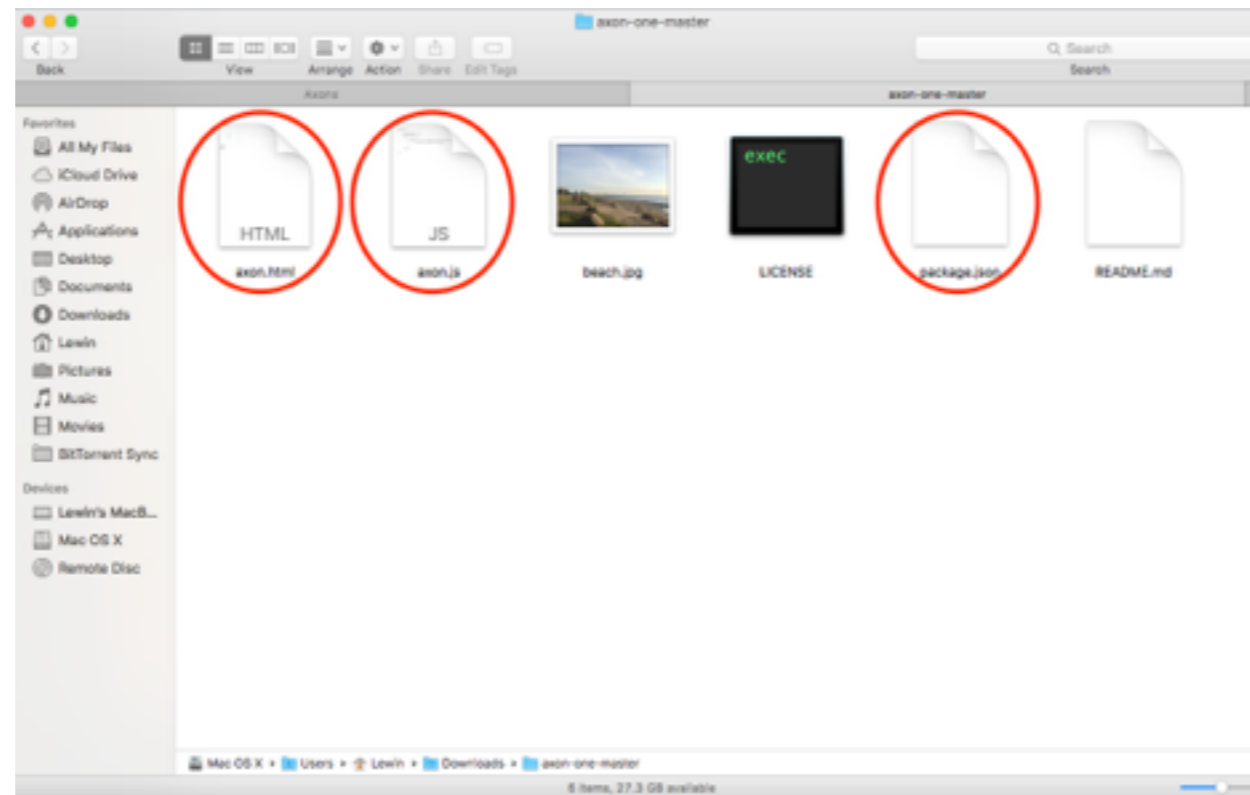 axon-one-master
Back View Arrange Action Share Edit Tags Search
Search
Axons axon-one-master
Favorites
All My Files
iCloud Drive
AirDrop
Applications
Desktop
Documents
Downloads
Lewin
Pictures
Music
Movies
BitTorrent Sync
Devices
Lewin's MacB...
Mac OS X
Remote Disc
HTML JS exec
axon.html axon.js beach.jpg LICENSE package.json README.md
Mac OS X Users Lewin Downloads axon-one-master
6 items, 27.3 GB available